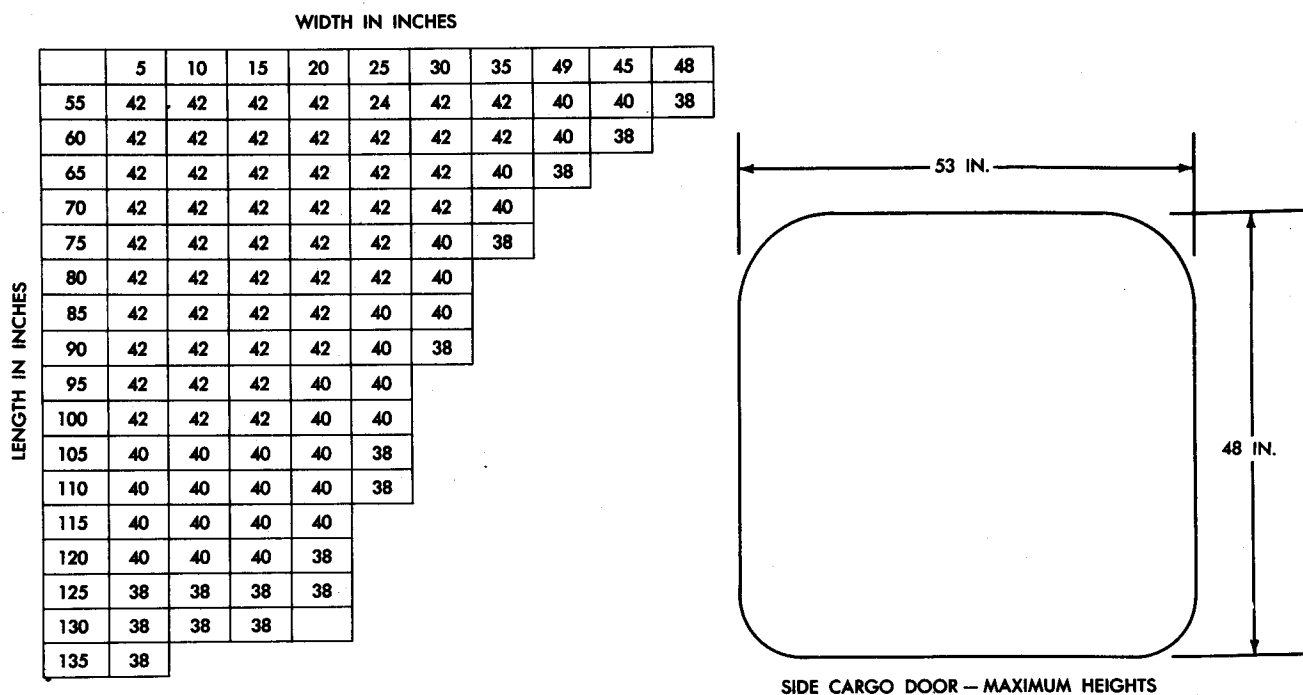 WIDTH IN INCHES
5 10 15 20 25 30 35 49 45 48
55 42 42 42 42 24 42 42 40 40 38
60 42 42 42 42 42 42 42 40 38
65 42 42 42 42 42 42 40 38
70 42 42 42 42 42 42 40
75 42 42 42 42 42 40 38
80 42 42 42 42 42 40
85 42 42 42 42 40 40
90 42 42 42 42 40 38
95 42 42 42 40 40
100 42 42 42 40 40
105 40 40 40 40 38
110 40 40 40 40 38
115 40 40 40 40
120 40 40 40 38
125 38 38 38 38
130 38 38 38
135 38
LENGTH IN INCHES
53 IN.
48 IN.
SIDE CARGO DOOR — MAXIMUM HEIGHTS